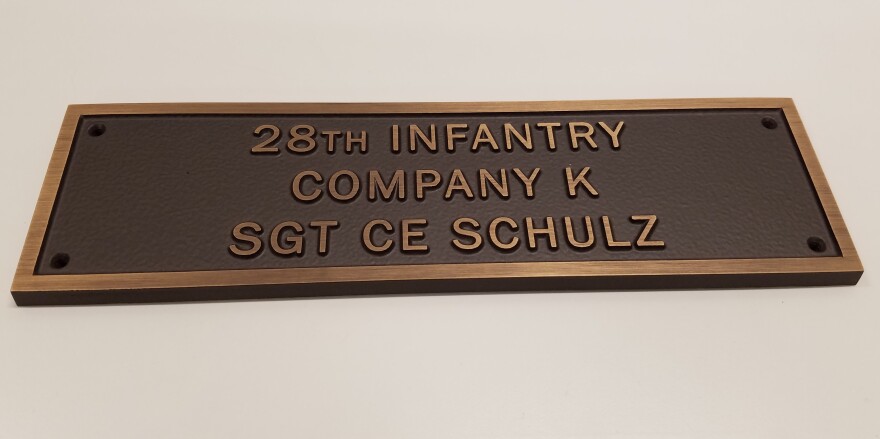 28TH INFANTRY
COMPANY K
SGT CE SCHULZ